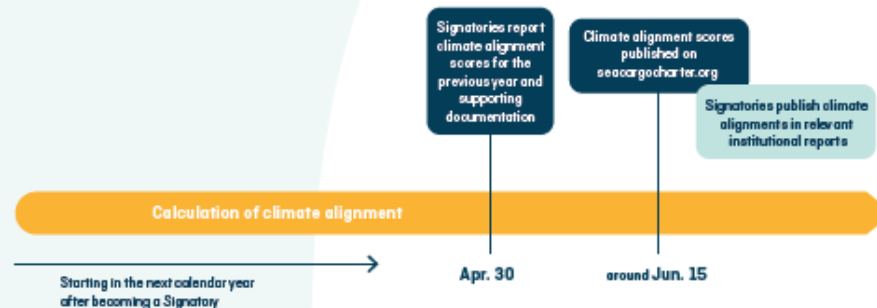 Signatories report
climate alignment
scores for the
previous year and
supporting
documentation
Climate alignment scores
published on
seacargocharter.org
Signatories publish climate
alignments in relevant
institutional reports
Calculation of climate alignment
Apr. 30
around Jun. 15
Starting in the next calendar year
after becoming a Signatory